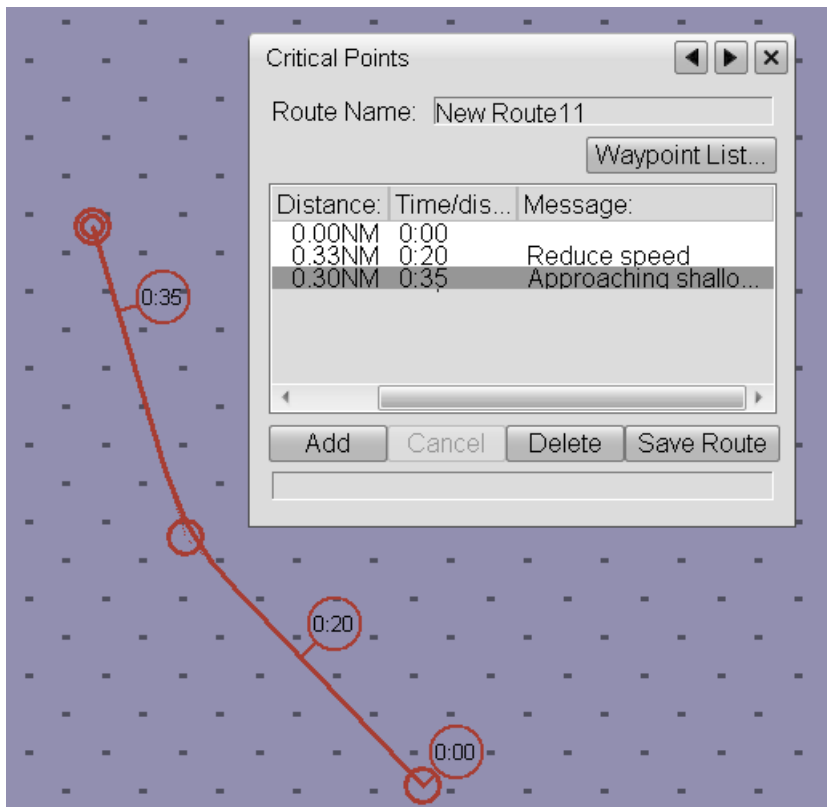 Critical Points
Route Name: New Route11
Waypoint List...
Distance: Time/dis... Message:
0.00NM 0:00
0.33NM 0:20 Reduce speed
0.30NM 0:35 Approaching shallo...
Add Cancel Delete Save Route
0:35
0:20
0:00